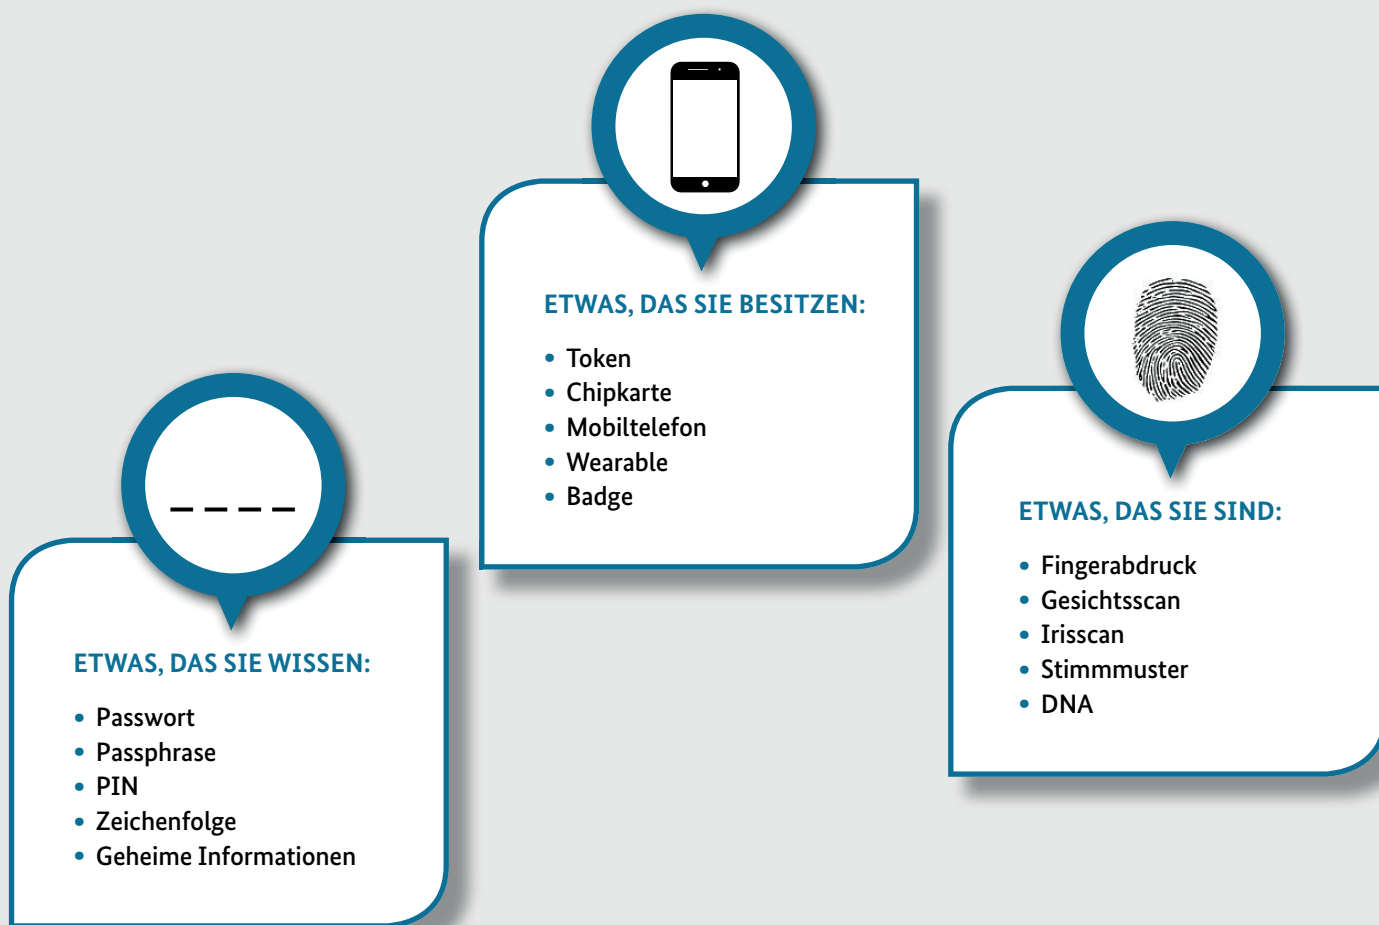 ETWAS, DAS SIE BESITZEN:
• Token
• Chipkarte
• Mobiltelefon
• Wearable
• Badge
ETWAS, DAS SIE SIND:
• Fingerabdruck
• Gesichtsscan
• Irisscan
• Stimmmuster
• DNA
ETWAS, DAS SIE WISSEN:
• Passwort
• Passphrase
• PIN
• Zeichenfolge
• Geheime Informationen